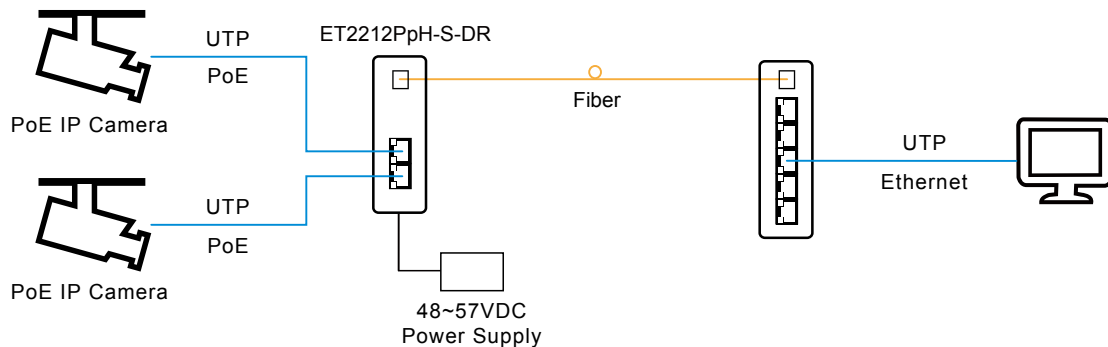 UTP
PoE
PoE IP Camera
ET2212PpH-S-DR
Fiber
UTP
Ethernet
UTP
PoE
PoE IP Camera
48~57VDC
Power Supply